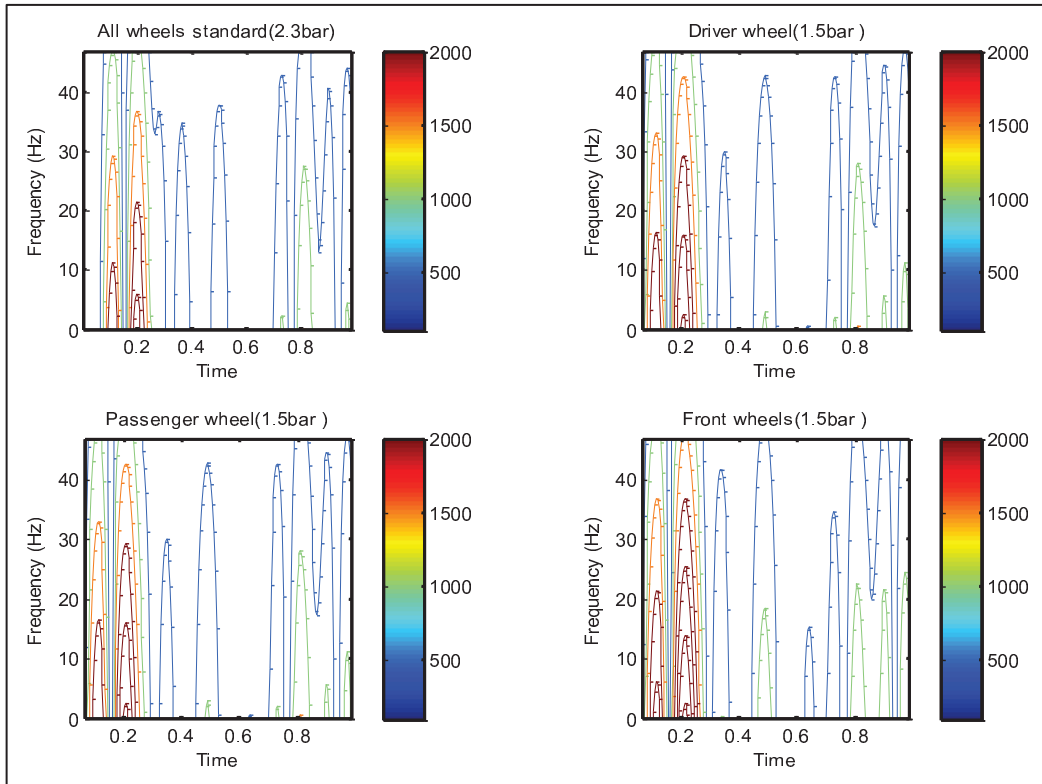 All wheels standard(2.3bar)
Driver wheel(1.5bar )
Frequency (Hz)
40
30
20
10
0
0.2 0.4 0.6 0.8
Time
2000
1500
1000
500
Frequency (Hz)
40
30
20
10
0
0.2 0.4 0.6 0.8
Time
2000
1500
1000
500
Passenger wheel(1.5bar )
Front wheels(1.5bar )
Frequency (Hz)
40
30
20
10
0
0.2 0.4 0.6 0.8
Time
2000
1500
1000
500
Frequency (Hz)
40
30
20
10
0
0.2 0.4 0.6 0.8
Time
2000
1500
1000
500